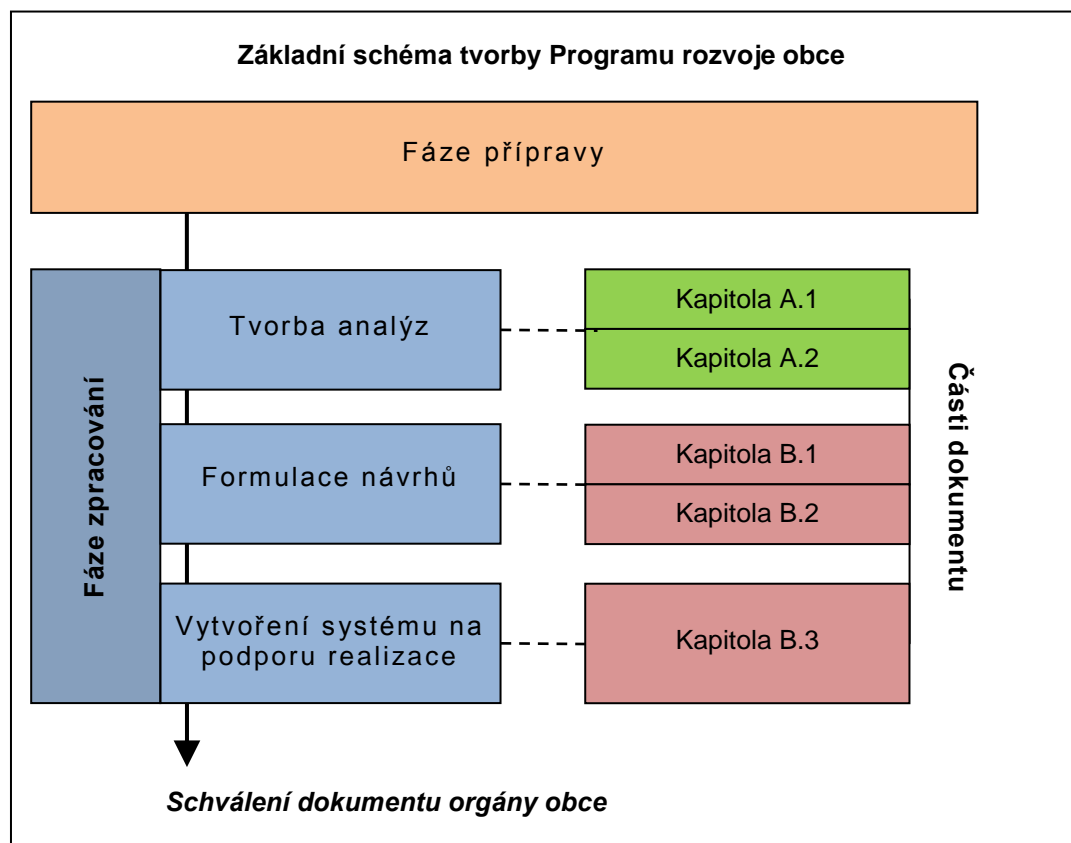 Základní schéma tvorby Programu rozvoje obce
Fáze přípravy
Fáze zpracování
Tvorba analýz
Kapitola A.1
Kapitola A.2
Části dokumentu
Formulace návrhů
Kapitola B.1
Kapitola B.2
Vytvoření systému na
podporu realizace
Kapitola B.3
Schválení dokumentu orgány obce